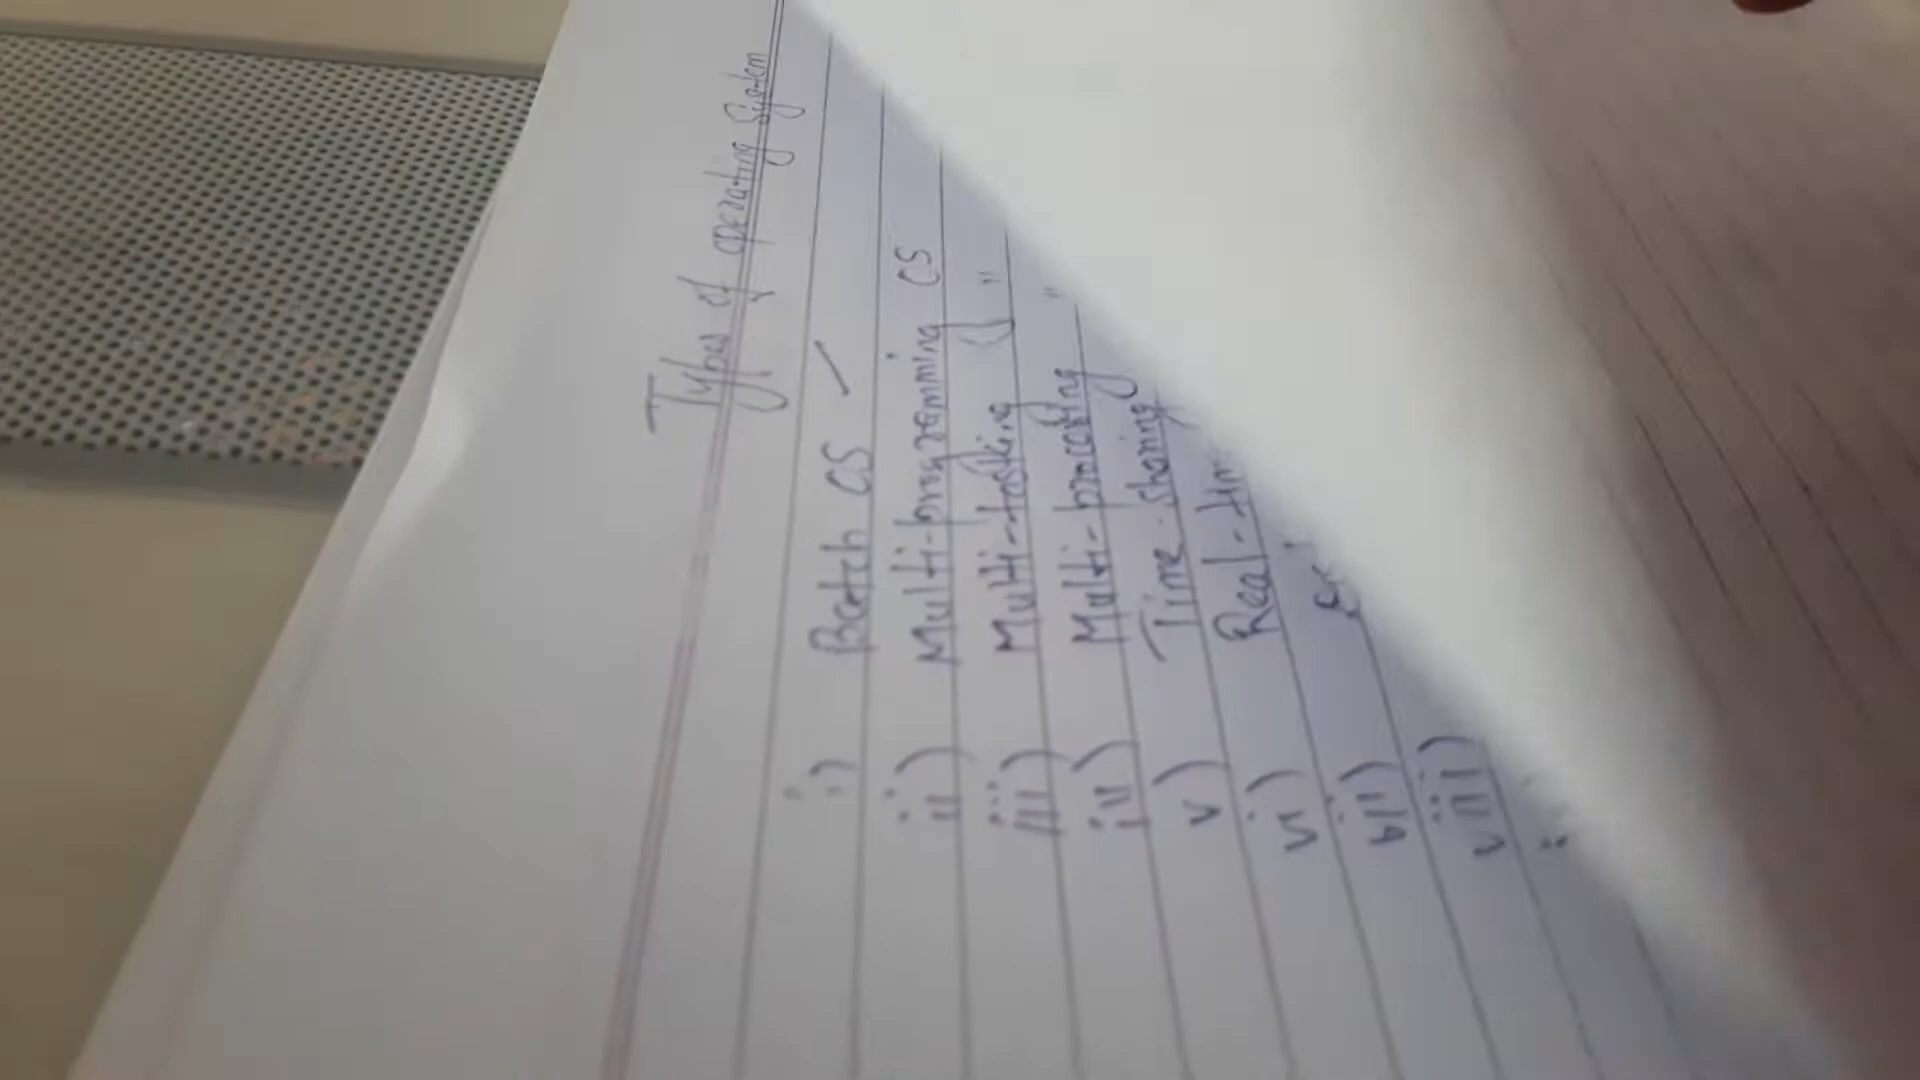 Types of operating System
i) Batch OS
ii) Multi-programming OS
iii) Multi-tasking "
iv) Multi-processing "
v) Time-sharing
vi) Real-tim
vii)
viii)